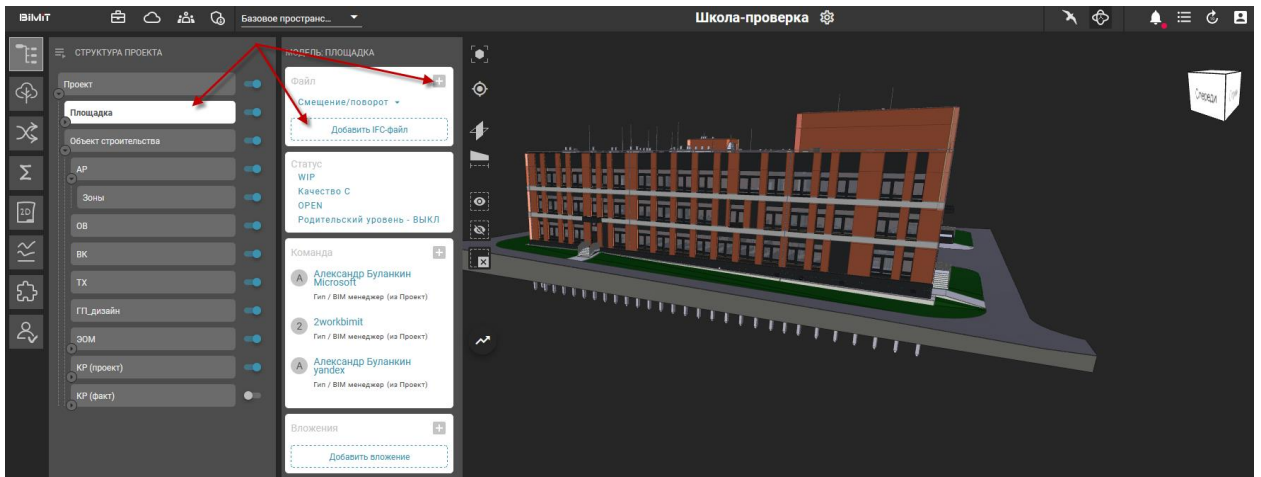 BIMIT
Базовое пространс...
Школа-проверка
СТРУКТУРА ПРОЕКТА
Проект
Площадка
Объект строительства
АР
Зоны
ОВ
ВК
ТХ
ГП_дизайн
ЭОМ
КР (проект)
КР (факт)
МОДЕЛЬ: ПЛОЩАДКА
Файл
Смещение/поворот
Добавить IFC-файл
Статус
WIP
Качество C
OPEN
Родительский уровень - ВЫКЛ
Команда
А
Александр Буланкин
Microsoft
Гип / BIM менеджер (из Проект)
2
2workbimit
Гип / BIM менеджер (из Проект)
А
Александр Буланкин
yandex
Гип / BIM менеджер (из Проект)
Вложения
Добавить вложение
1D
Спереди